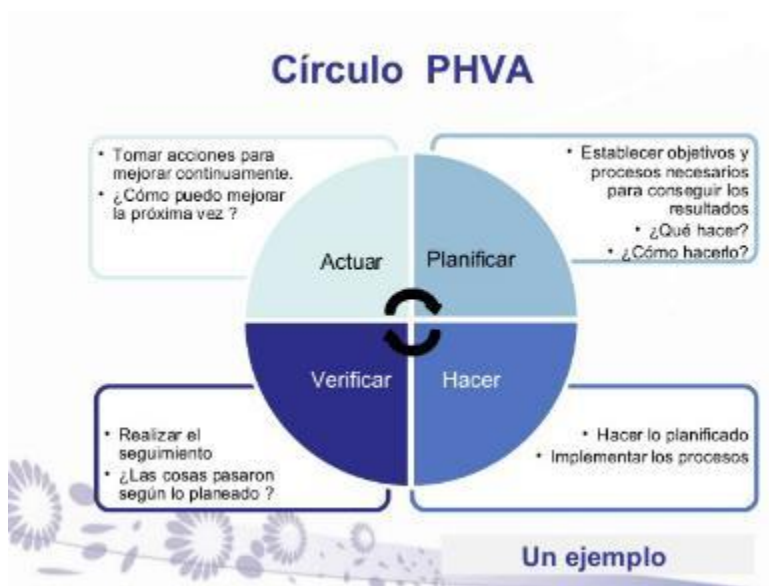 Círculo PHVA
• Tomar acciones para
mejorar continuamente.
• ¿Cómo puedo mejorar
la próxima vez ?
• Establecer objetivos y
procesos necesarios
para conseguir los
resultados
• ¿Qué hacer?
• ¿Cómo hacerlo?
Actuar
Planificar
Verificar
Hacer
• Realizar el
seguimiento
• ¿Las cosas pasaron
según lo planeado ?
• Hacer lo planificado
• Implementar los procesos
Un ejemplo